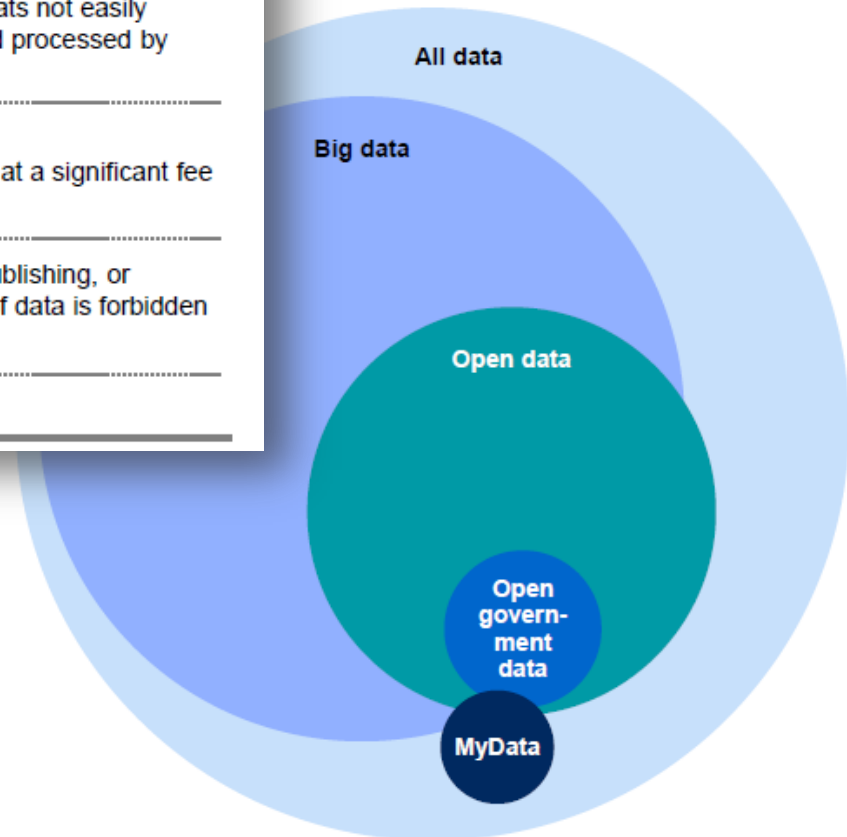 ats not easily
processed by
at a significant fee
ublishing, or
f data is forbidden
All data
Big data
Open data
Open
govern-
ment
data
MyData